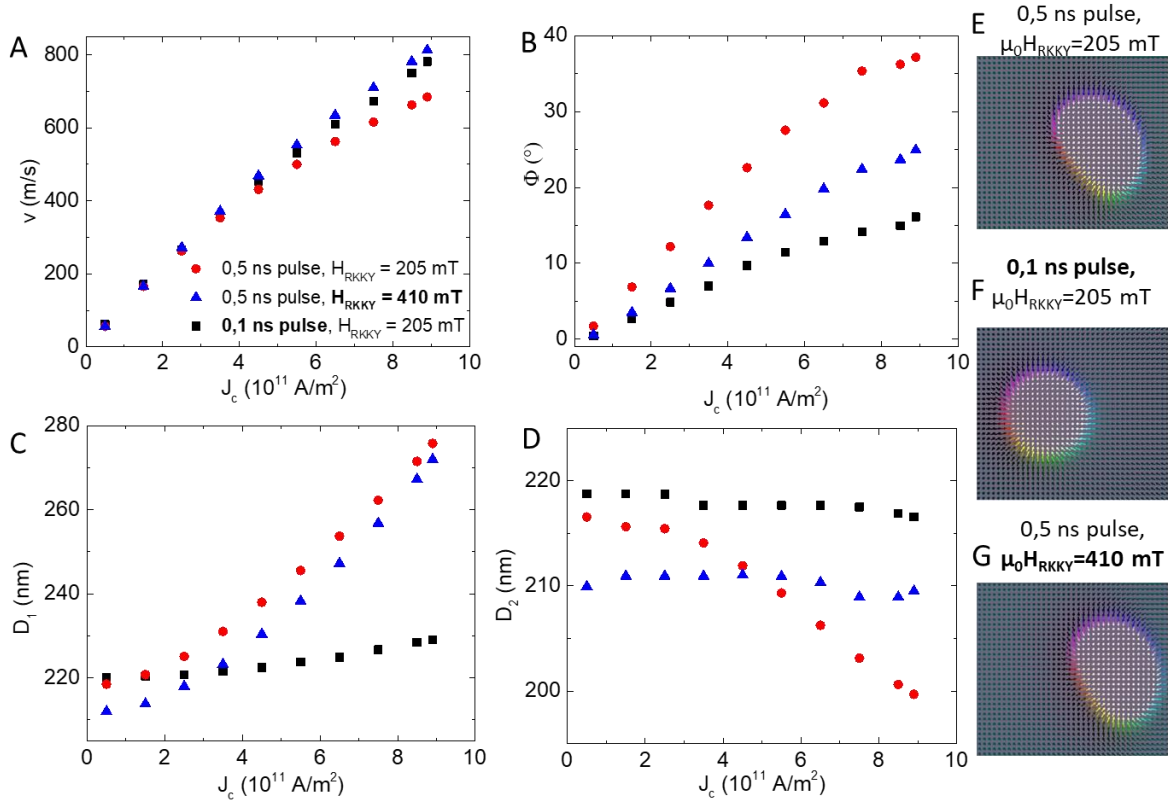 A
800
600
400
200
0
v (m/s)
0,5 ns pulse, H_RKKY = 205 mT
0,5 ns pulse, H_RKKY = 410 mT
0,1 ns pulse, H_RKKY = 205 mT
0 2 4 6 8 10
J_c (10^11 A/m^2)
B
40
30
20
10
0
Φ (°)
0 2 4 6 8 10
J_c (10^11 A/m^2)
C
280
260
240
220
D_1 (nm)
0 2 4 6 8 10
J_c (10^11 A/m^2)
D
220
210
200
D_2 (nm)
0 2 4 6 8 10
J_c (10^11 A/m^2)
E
0,5 ns pulse,
μ_0H_RKKY=205 mT
F
0,1 ns pulse,
μ_0H_RKKY=205 mT
G
0,5 ns pulse,
μ_0H_RKKY=410 mT